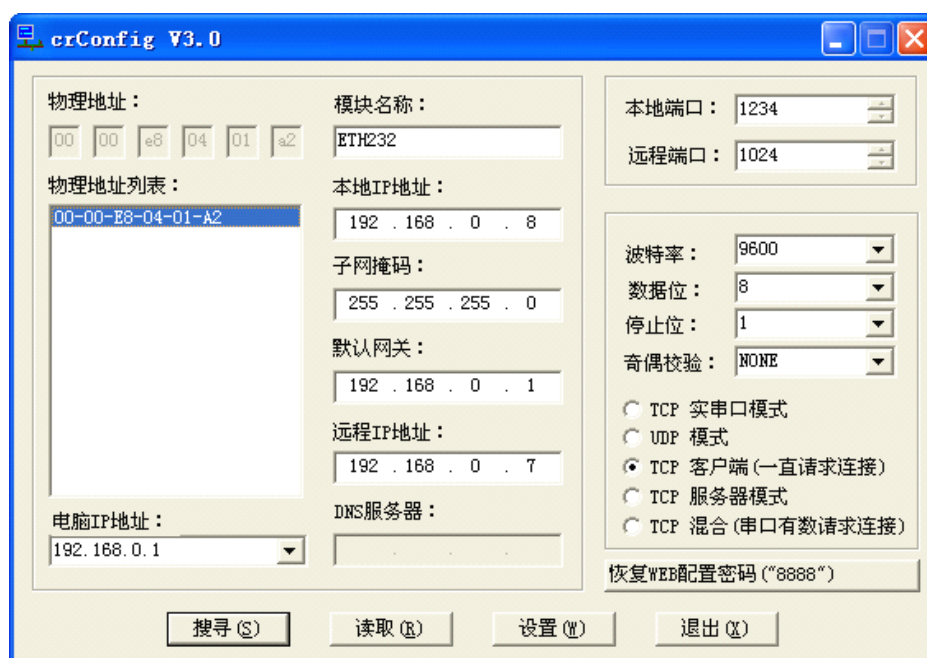 crConfig V3.0
物理地址：
00 00 e8 04 01 a2
物理地址列表：
00-00-E8-04-01-A2
电脑IP地址：
192.168.0.1
模块名称：
ETH232
本地IP地址：
192 . 168 . 0 . 8
子网掩码：
255 . 255 . 255 . 0
默认网关：
192 . 168 . 0 . 1
远程IP地址：
192 . 168 . 0 . 7
DNS服务器：
. . .
本地端口： 1234
远程端口： 1024
波特率： 9600
数据位： 8
停止位： 1
奇偶校验： NONE
TCP 实串口模式
UDP 模式
TCP 客户端(一直请求连接)
TCP 服务器模式
TCP 混合(串口有数请求连接)
恢复WEB配置密码("8888")
搜寻(S) 读取(R) 设置(W) 退出(X)